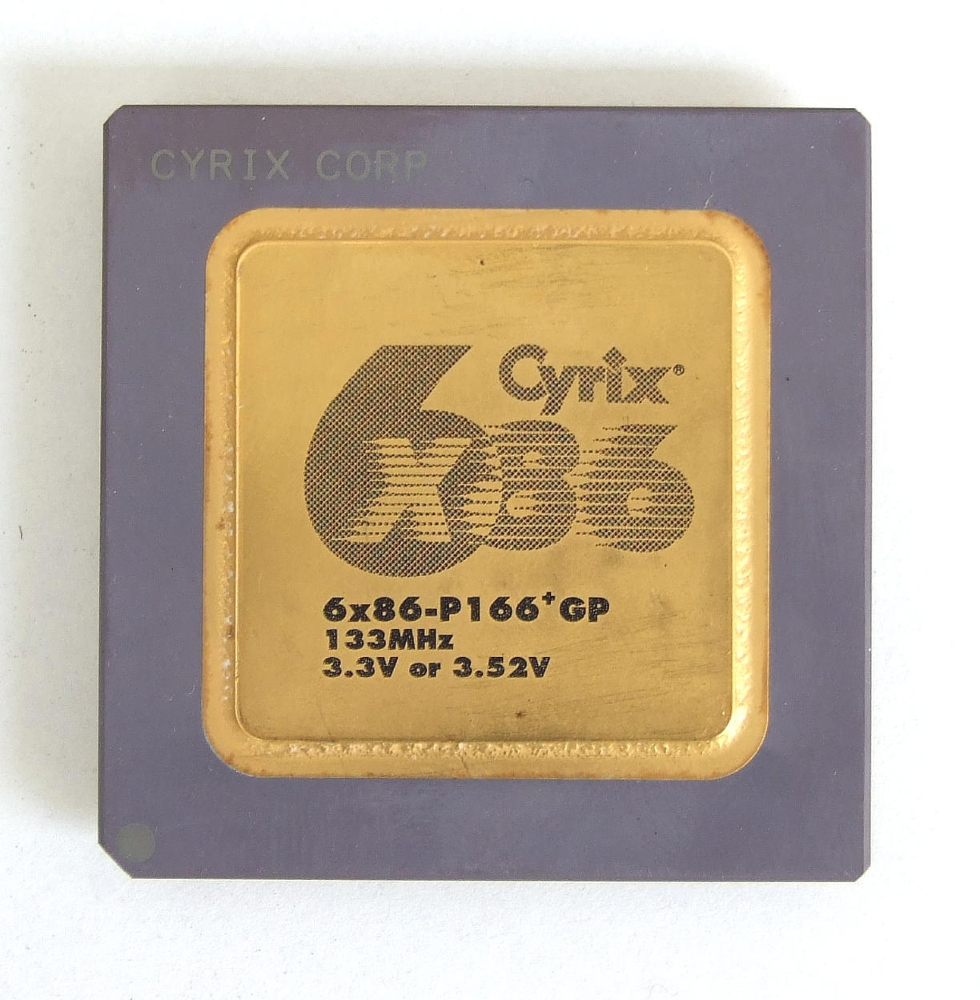 CYRIX CORP
Cyrix®
6x86
6x86-P166⁺GP
133MHz
3.3V or 3.52V